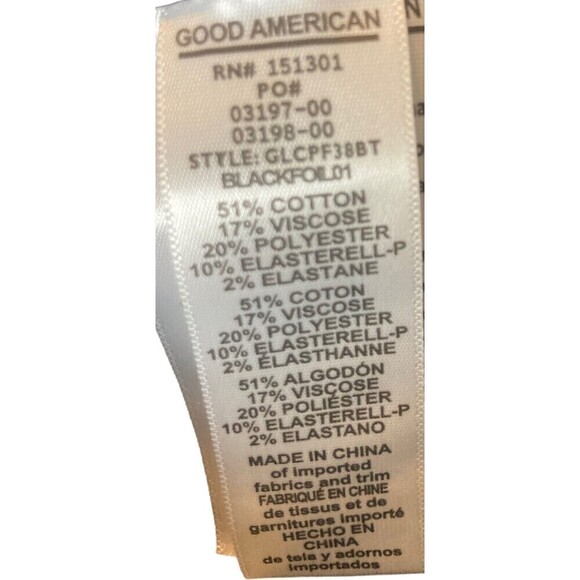 GOOD AMERICAN
RN# 151301
PO#
03197-00
03198-00
STYLE: GLCPF38BT
BLACKFOIL01
51% COTTON
17% VISCOSE
20% POLYESTER
10% ELASTERELL-P
2% ELASTANE
51% COTON
17% VISCOSE
20% POLYESTER
10% ELASTERELL-P
2% ÉLASTHANNE
51% ALGODÓN
17% VISCOSE
20% POLIÉSTER
10% ELASTERELL-P
2% ELASTANO
MADE IN CHINA
of imported
fabrics and trim
FABRIQUÉ EN CHINE
de tissus et de
garnitures importé
HECHO EN
CHINA
de tela y adornos
importados